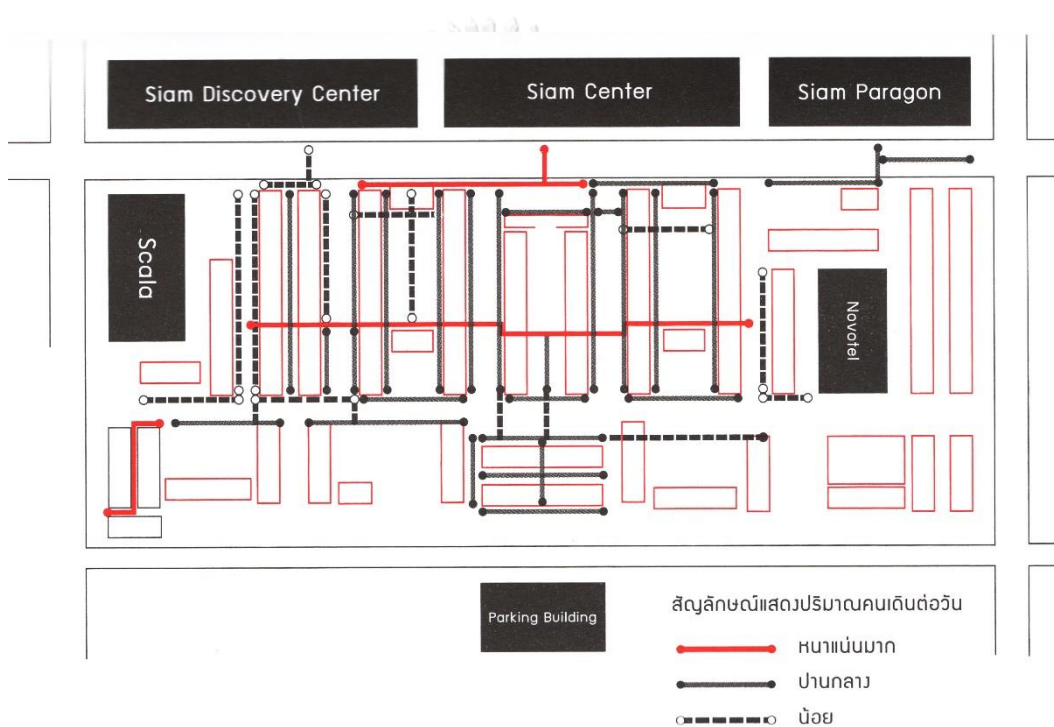 Siam Discovery Center
Siam Center
Siam Paragon
Scala
Novotel
Parking Building
สัญลักษณ์แสดงปริมาณคนเดินต่อวัน
หนาแน่นมาก
ปานกลาง
น้อย